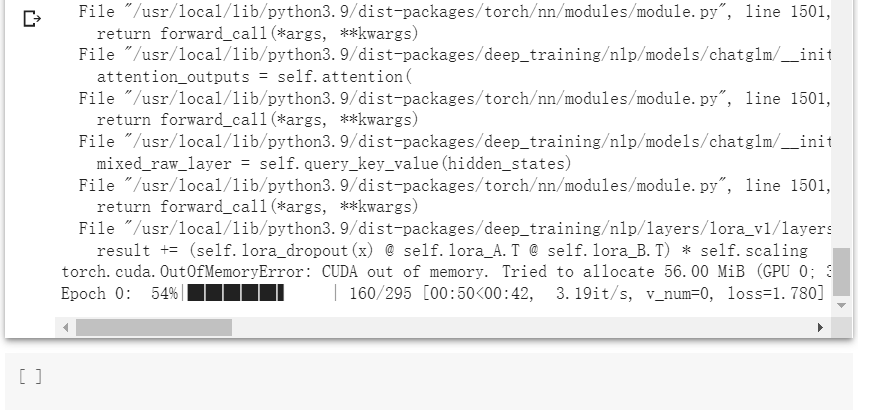 File "/usr/local/lib/python3.9/dist-packages/torch/nn/modules/module.py", line 1501,
return forward_call(*args, **kwargs)
File "/usr/local/lib/python3.9/dist-packages/deep_training/nlp/models/chatglm/__init
attention_outputs = self.attention(
File "/usr/local/lib/python3.9/dist-packages/torch/nn/modules/module.py", line 1501,
return forward_call(*args, **kwargs)
File "/usr/local/lib/python3.9/dist-packages/deep_training/nlp/models/chatglm/__init
mixed_raw_layer = self.query_key_value(hidden_states)
File "/usr/local/lib/python3.9/dist-packages/torch/nn/modules/module.py", line 1501,
return forward_call(*args, **kwargs)
File "/usr/local/lib/python3.9/dist-packages/deep_training/nlp/layers/lora_v1/layers
result += (self.lora_dropout(x) @ self.lora_A.T @ self.lora_B.T) * self.scaling
torch.cuda.OutOfMemoryError: CUDA out of memory. Tried to allocate 56.00 MiB (GPU 0; 3
Epoch 0: 54%| | 160/295 [00:50<00:42, 3.19it/s, v_num=0, loss=1.780]
[ ]